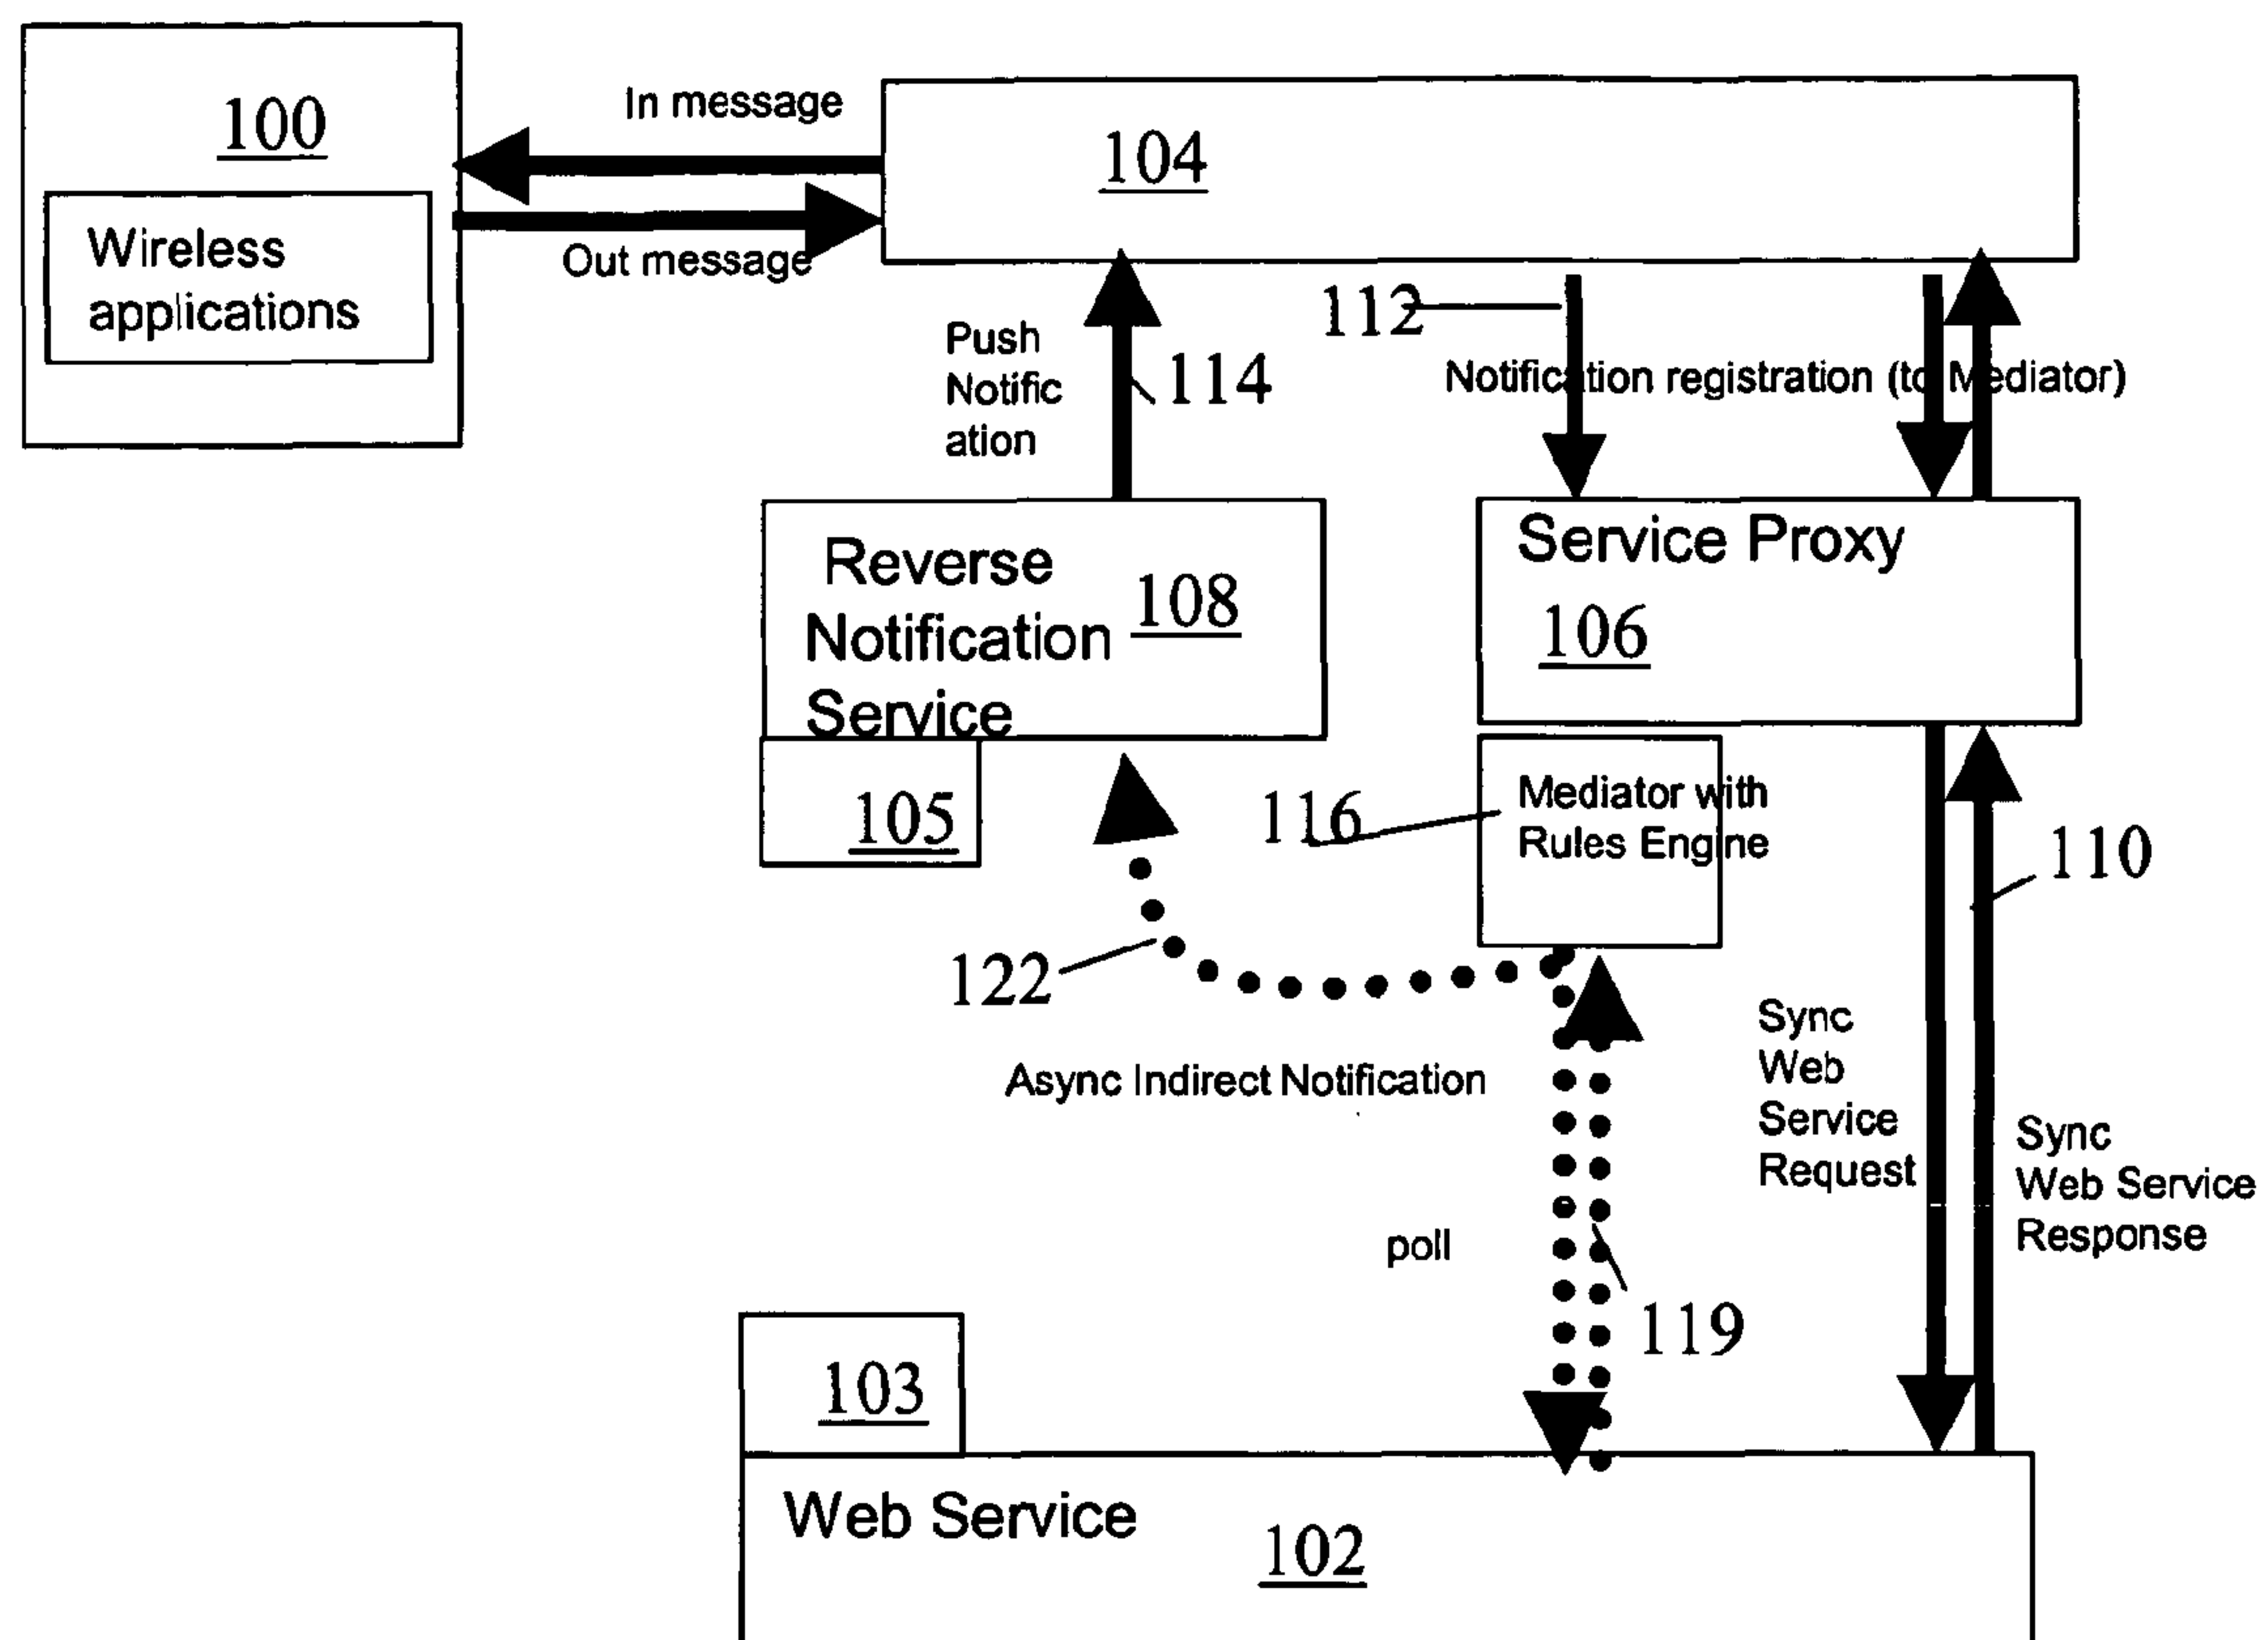 100
Wireless
applications
In message
Out message
104
Push
Notific
ation
114
112
Notification registration (to Mediator)
Reverse
Notification
Service
108
Service Proxy
106
105
116
Mediator with
Rules Engine
110
122
Async Indirect Notification
Sync
Web
Service
Request
Sync
Web Service
Response
poll
119
103
Web Service
102